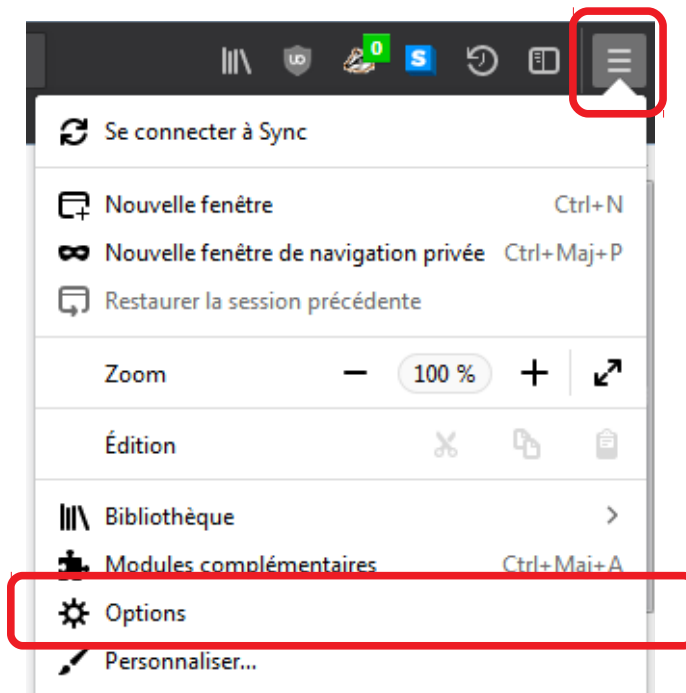 0
S
Se connecter à Sync
Nouvelle fenêtre Ctrl+N
Nouvelle fenêtre de navigation privée Ctrl+Maj+P
Restaurer la session précédente
Zoom 100 %
Édition
Bibliothèque
Modules complémentaires Ctrl+Maj+A
Options
Personnaliser...